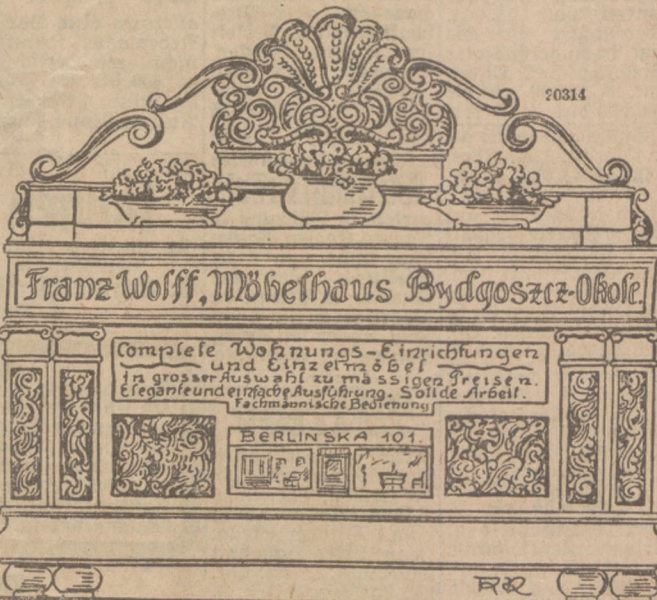 20314
Franz Wolff, Möbelhaus Bydgoszcz-Okole.
Complete Wohnungs-Einrichtungen
und Einzelmöbel
in grosser Auswahl zu mässigen Preisen.
Elegante und einfache Ausführung. Solide Arbeit.
Fachmännische Bedienung
BERLINSKA 101.